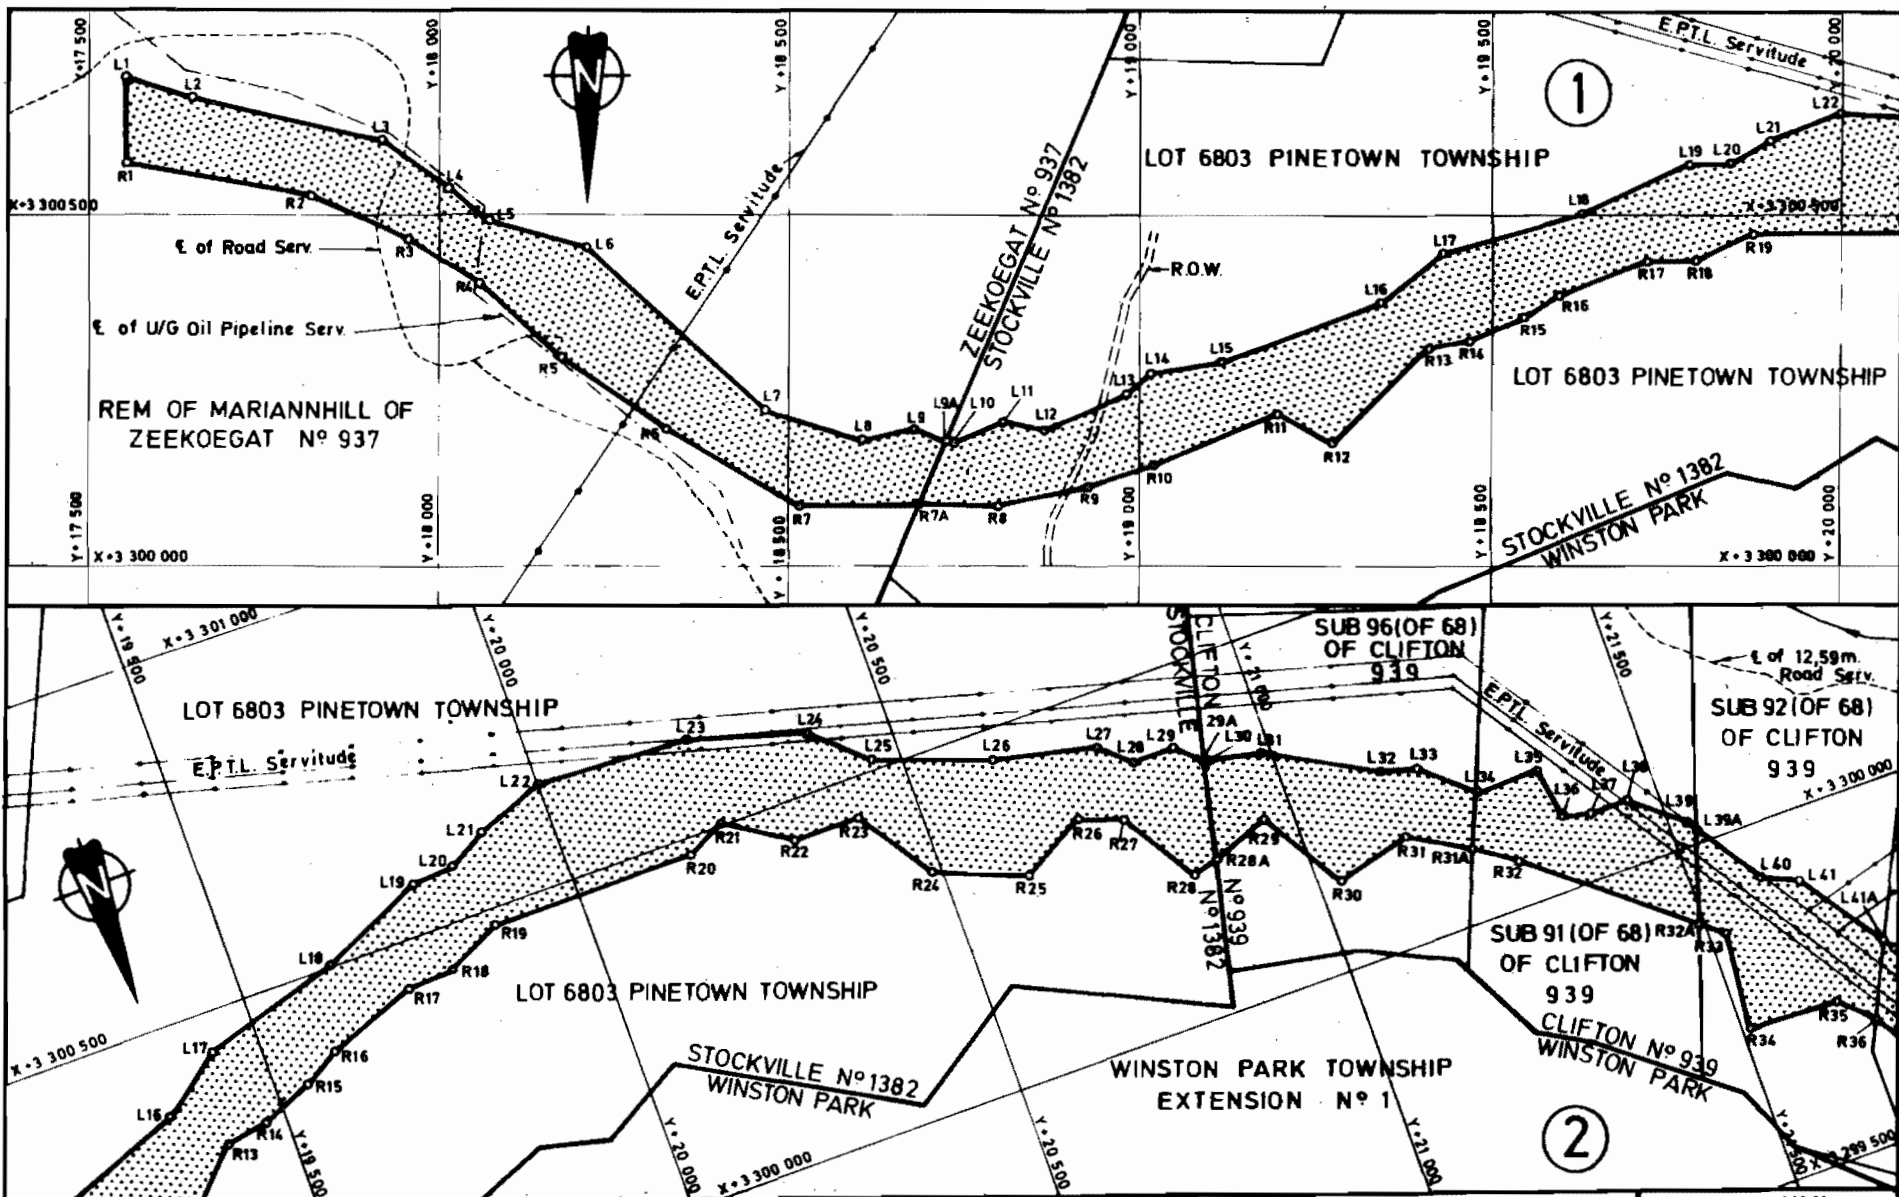 Y+17 500
Y+18 000
Y+18 500
Y+19 000
Y+19 500
Y+20 000
E.P.T.L. Servitude
N
1
L1
L2
L3
L4
L5
L6
L7
L8
L9
L9A
L10
L11
L12
L13
L14
L15
L16
L17
L18
L19
L20
L21
L22
R1
R2
R3
R4
R5
R6
R7
R7A
R8
R9
R10
R11
R12
R13
R14
R15
R16
R17
R18
R19
X+3 300 500
X+3 300 500
℄ of Road Serv.
℄ of U/G Oil Pipeline Serv.
E.P.T.L. Servitude
ZEEKOEGAT Nº 937
STOCKVILLE Nº 1382
R.O.W.
LOT 6803 PINETOWN TOWNSHIP
LOT 6803 PINETOWN TOWNSHIP
REM OF MARIANNHILL OF
ZEEKOEGAT Nº 937
STOCKVILLE Nº 1382
WINSTON PARK
Y+17 500
X+3 300 000
Y+18 000
Y+18 500
Y+19 000
Y+18 500
X+3 300 000
Y+20 000
Y+19 500
X+3 301 000
Y+20 000
Y+20 500
STOCKVILLE
CLIFTON
Y+21 000
SUB 96(OF 68)
OF CLIFTON
939
Y+21 500
℄ of 12,59m.
Road Serv.
SUB 92(OF 68)
OF CLIFTON
939
X+3 300 000
LOT 6803 PINETOWN TOWNSHIP
E.P.T.L. Servitude
E.P.T.L. Servitude
N
L16
L17
L18
L19
L20
L21
L22
L23
L24
L25
L26
L27
L28
L29
29A
L30
L31
L32
L33
L34
L35
L36
L37
L38
L39
L39A
L40
L41
L41A
R13
R14
R15
R16
R17
R18
R19
R20
R21
R22
R23
R24
R25
R26
R27
R28
R28A
R29
R30
R31
R31A
R32
R32A
R33
R34
R35
R36
Nº 939
Nº 1382
LOT 6803 PINETOWN TOWNSHIP
SUB 91(OF 68)
OF CLIFTON
939
CLIFTON Nº 939
WINSTON PARK
X+3 300 500
STOCKVILLE Nº 1382
WINSTON PARK
WINSTON PARK TOWNSHIP
EXTENSION Nº 1
2
Y+19 500
Y+20 000
X+3 300 000
Y+20 500
Y+21 000